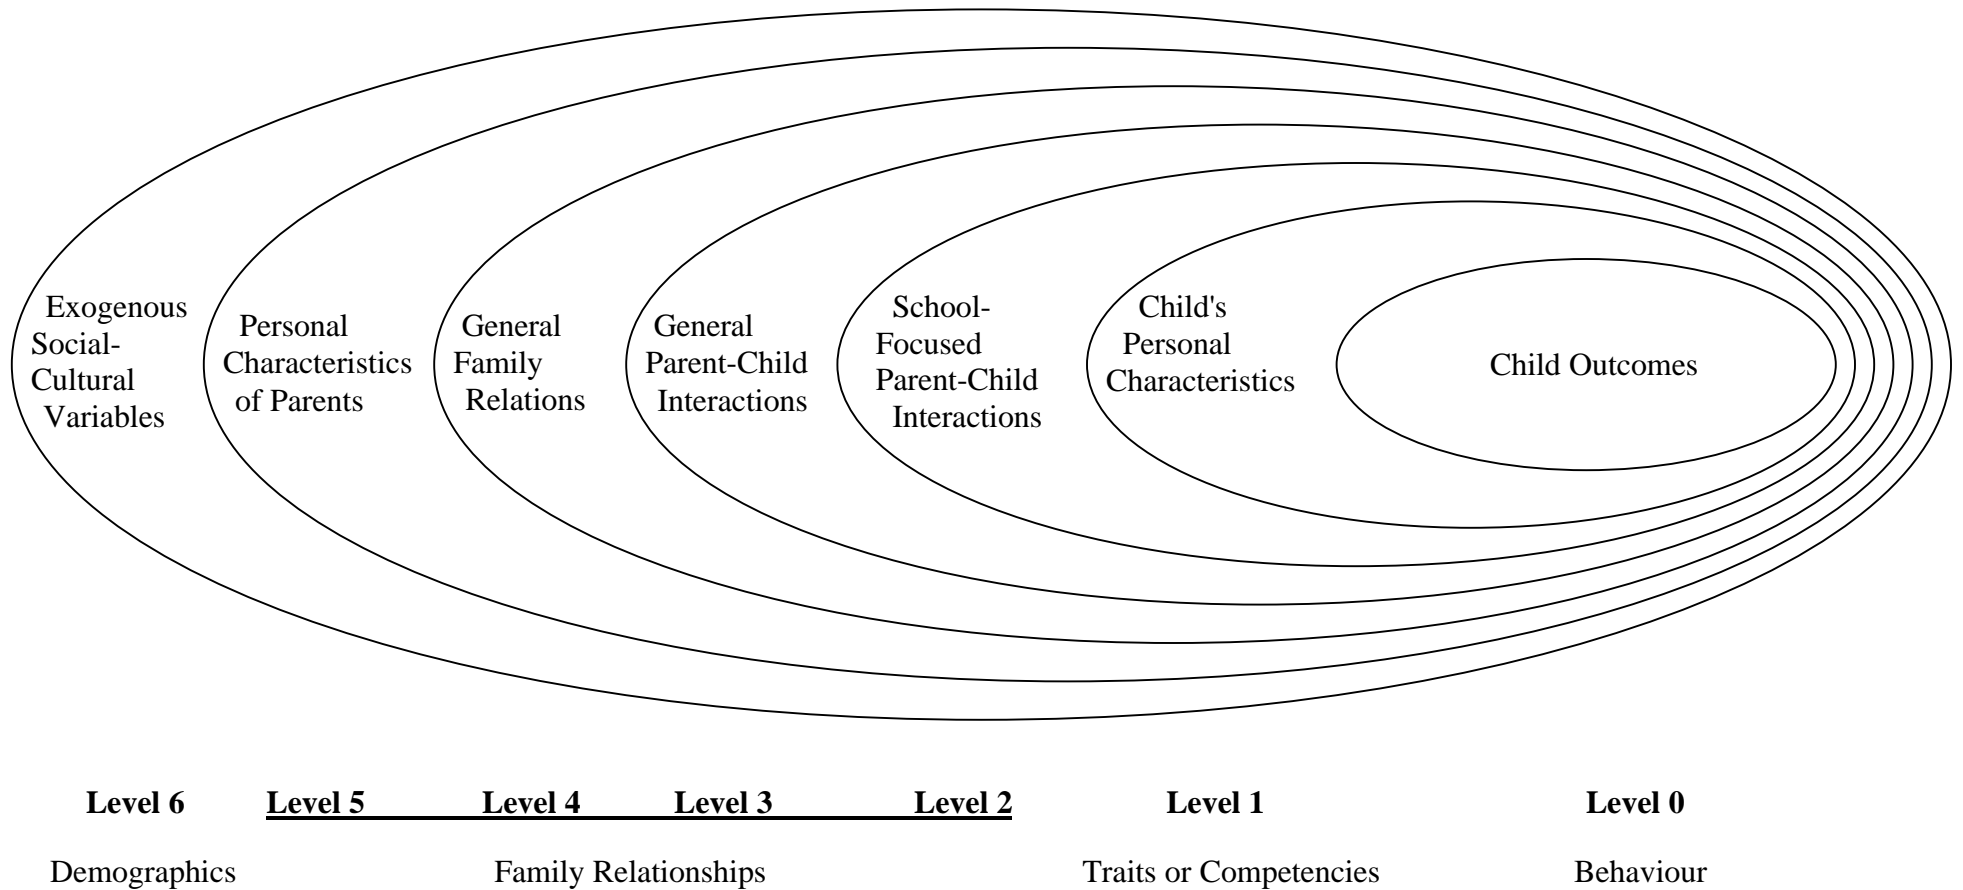 Exogenous
Social-
Cultural
Variables
Personal
Characteristics
of Parents
General
Family
Relations
General
Parent-Child
Interactions
School-
Focused
Parent-Child
Interactions
Child's
Personal
Characteristics
Child Outcomes
Level 6 Level 5 Level 4 Level 3 Level 2 Level 1 Level 0
Demographics Family Relationships Traits or Competencies Behaviour